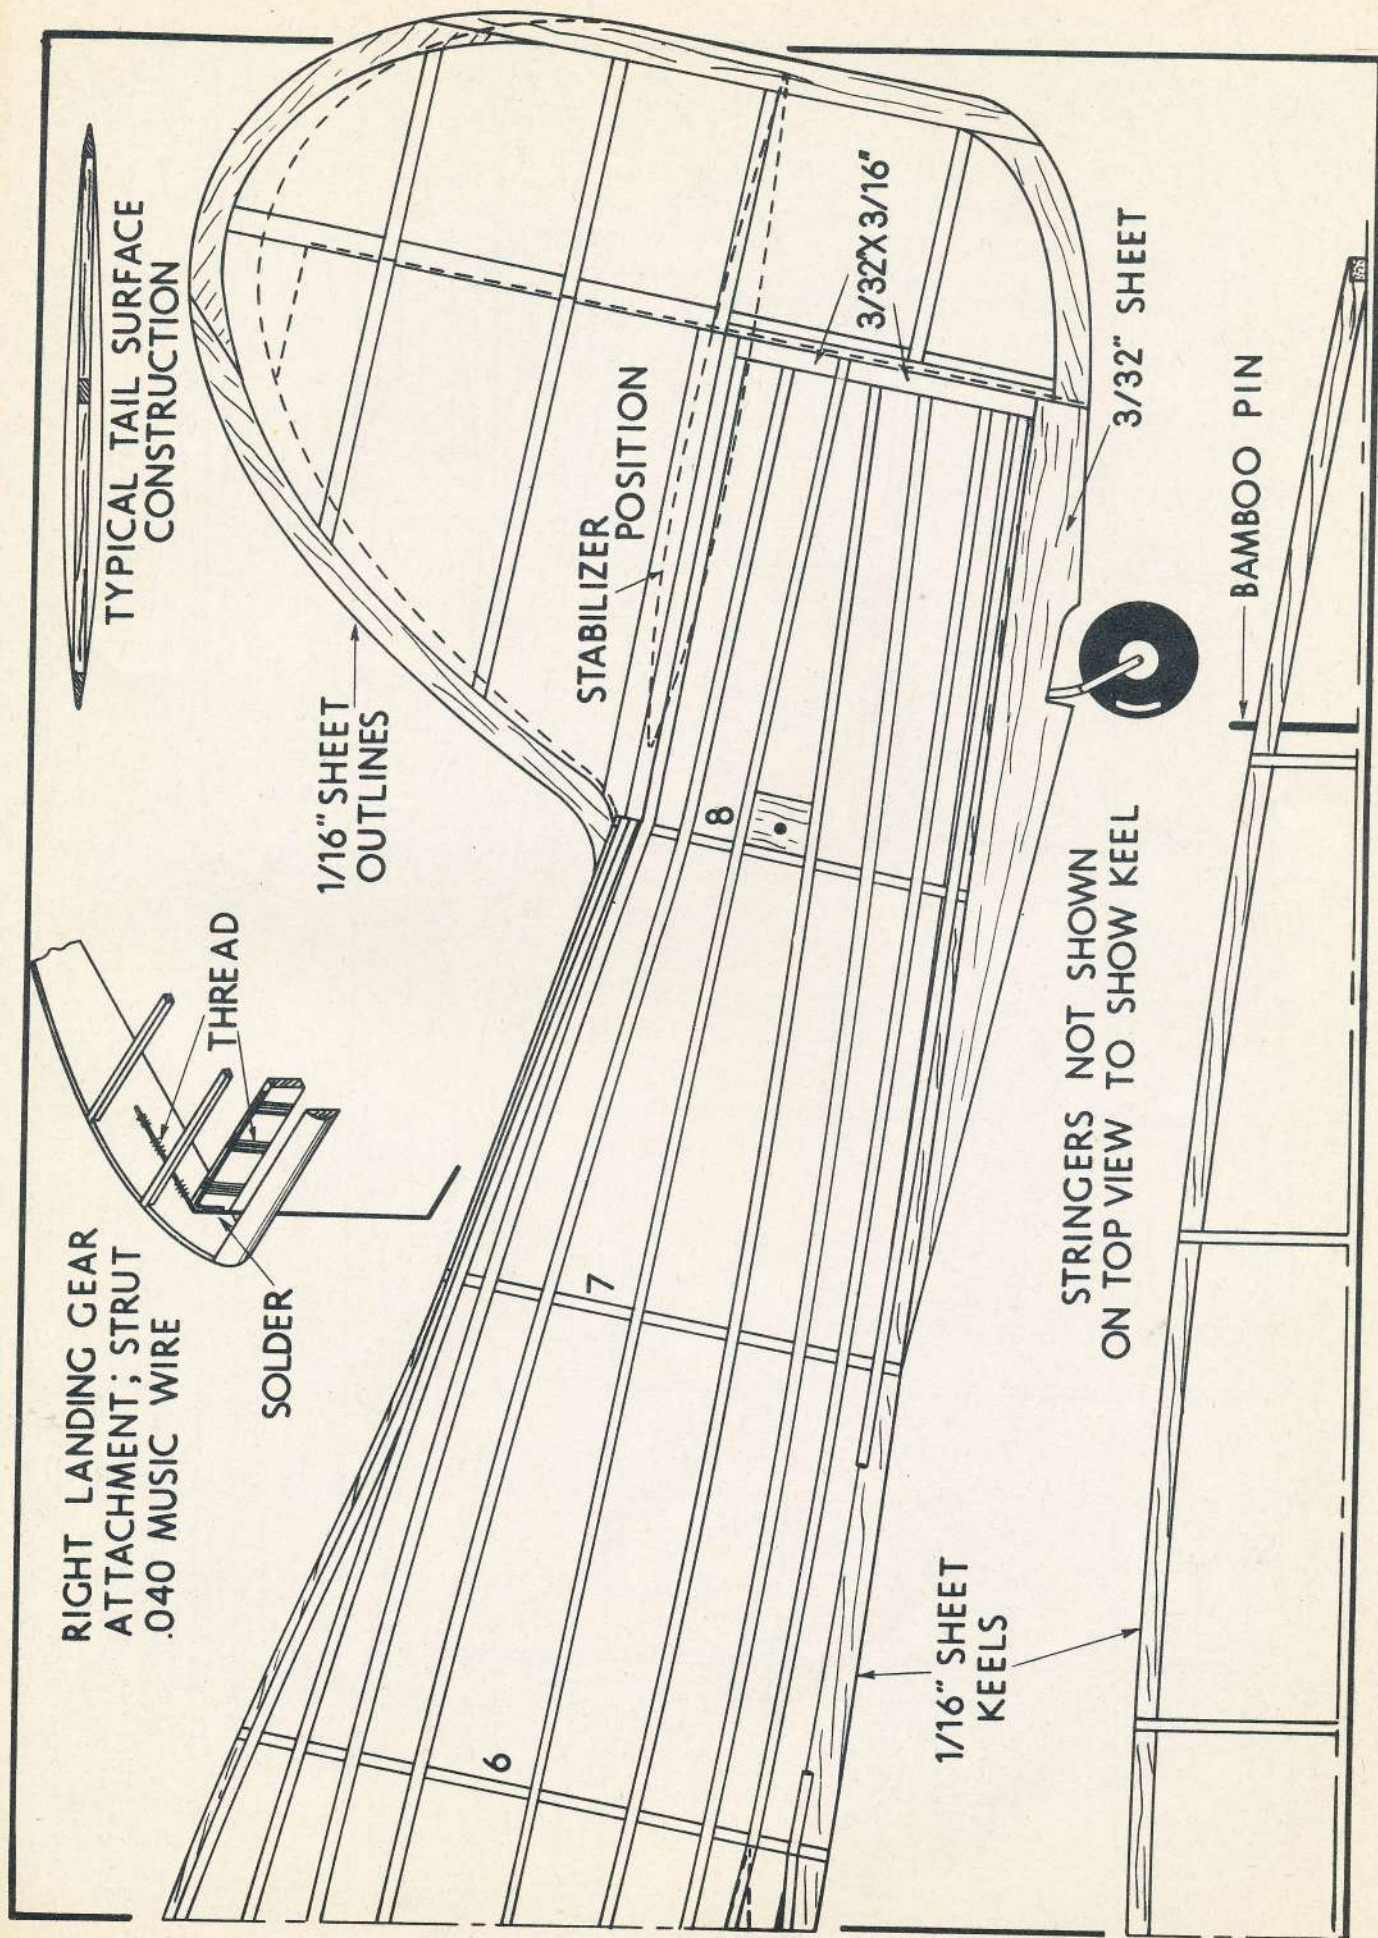 TYPICAL TAIL SURFACE
CONSTRUCTION
RIGHT LANDING GEAR
ATTACHMENT; STRUT
.040 MUSIC WIRE
THREAD
SOLDER
1/16" SHEET
OUTLINES
STABILIZER
POSITION
3/32"X3/16"
3/32" SHEET
6
7
8
STRINGERS NOT SHOWN
ON TOP VIEW TO SHOW KEEL
1/16" SHEET
KEELS
BAMBOO PIN